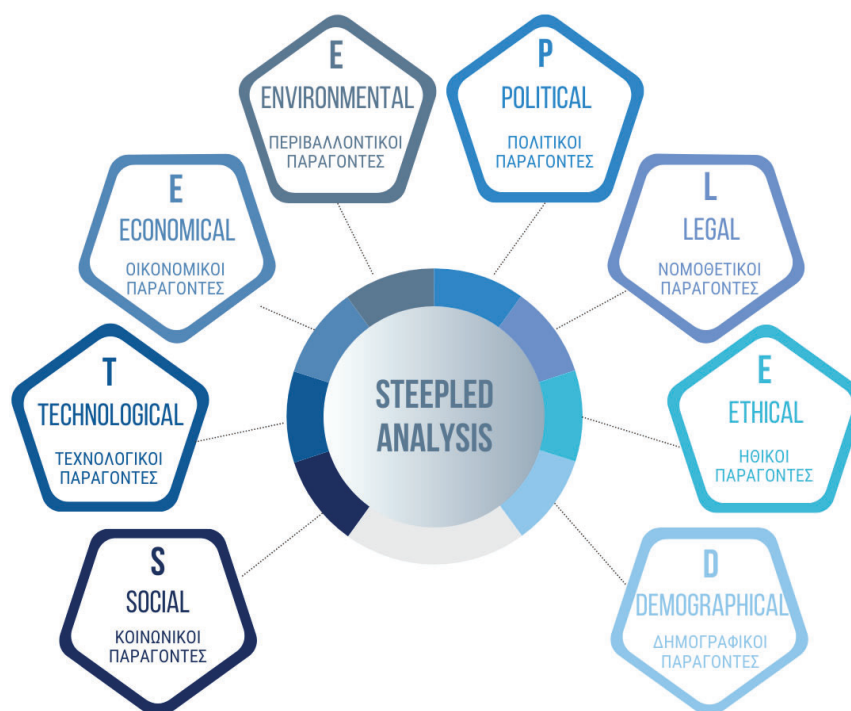 E
ENVIRONMENTAL
ΠΕΡΙΒΑΛΛΟΝΤΙΚΟΙ
ΠΑΡΑΓΟΝΤΕΣ
P
POLITICAL
ΠΟΛΙΤΙΚΟΙ
ΠΑΡΑΓΟΝΤΕΣ
E
ECONOMICAL
ΟΙΚΟΝΟΜΙΚΟΙ
ΠΑΡΑΓΟΝΤΕΣ
L
LEGAL
ΝΟΜΟΘΕΤΙΚΟΙ
ΠΑΡΑΓΟΝΤΕΣ
T
TECHNOLOGICAL
ΤΕΧΝΟΛΟΓΙΚΟΙ
ΠΑΡΑΓΟΝΤΕΣ
STEEPLED
ANALYSIS
E
ETHICAL
ΗΘΙΚΟΙ
ΠΑΡΑΓΟΝΤΕΣ
S
SOCIAL
ΚΟΙΝΩΝΙΚΟΙ
ΠΑΡΑΓΟΝΤΕΣ
D
DEMOGRAPHICAL
ΔΗΜΟΓΡΑΦΙΚΟΙ
ΠΑΡΑΓΟΝΤΕΣ